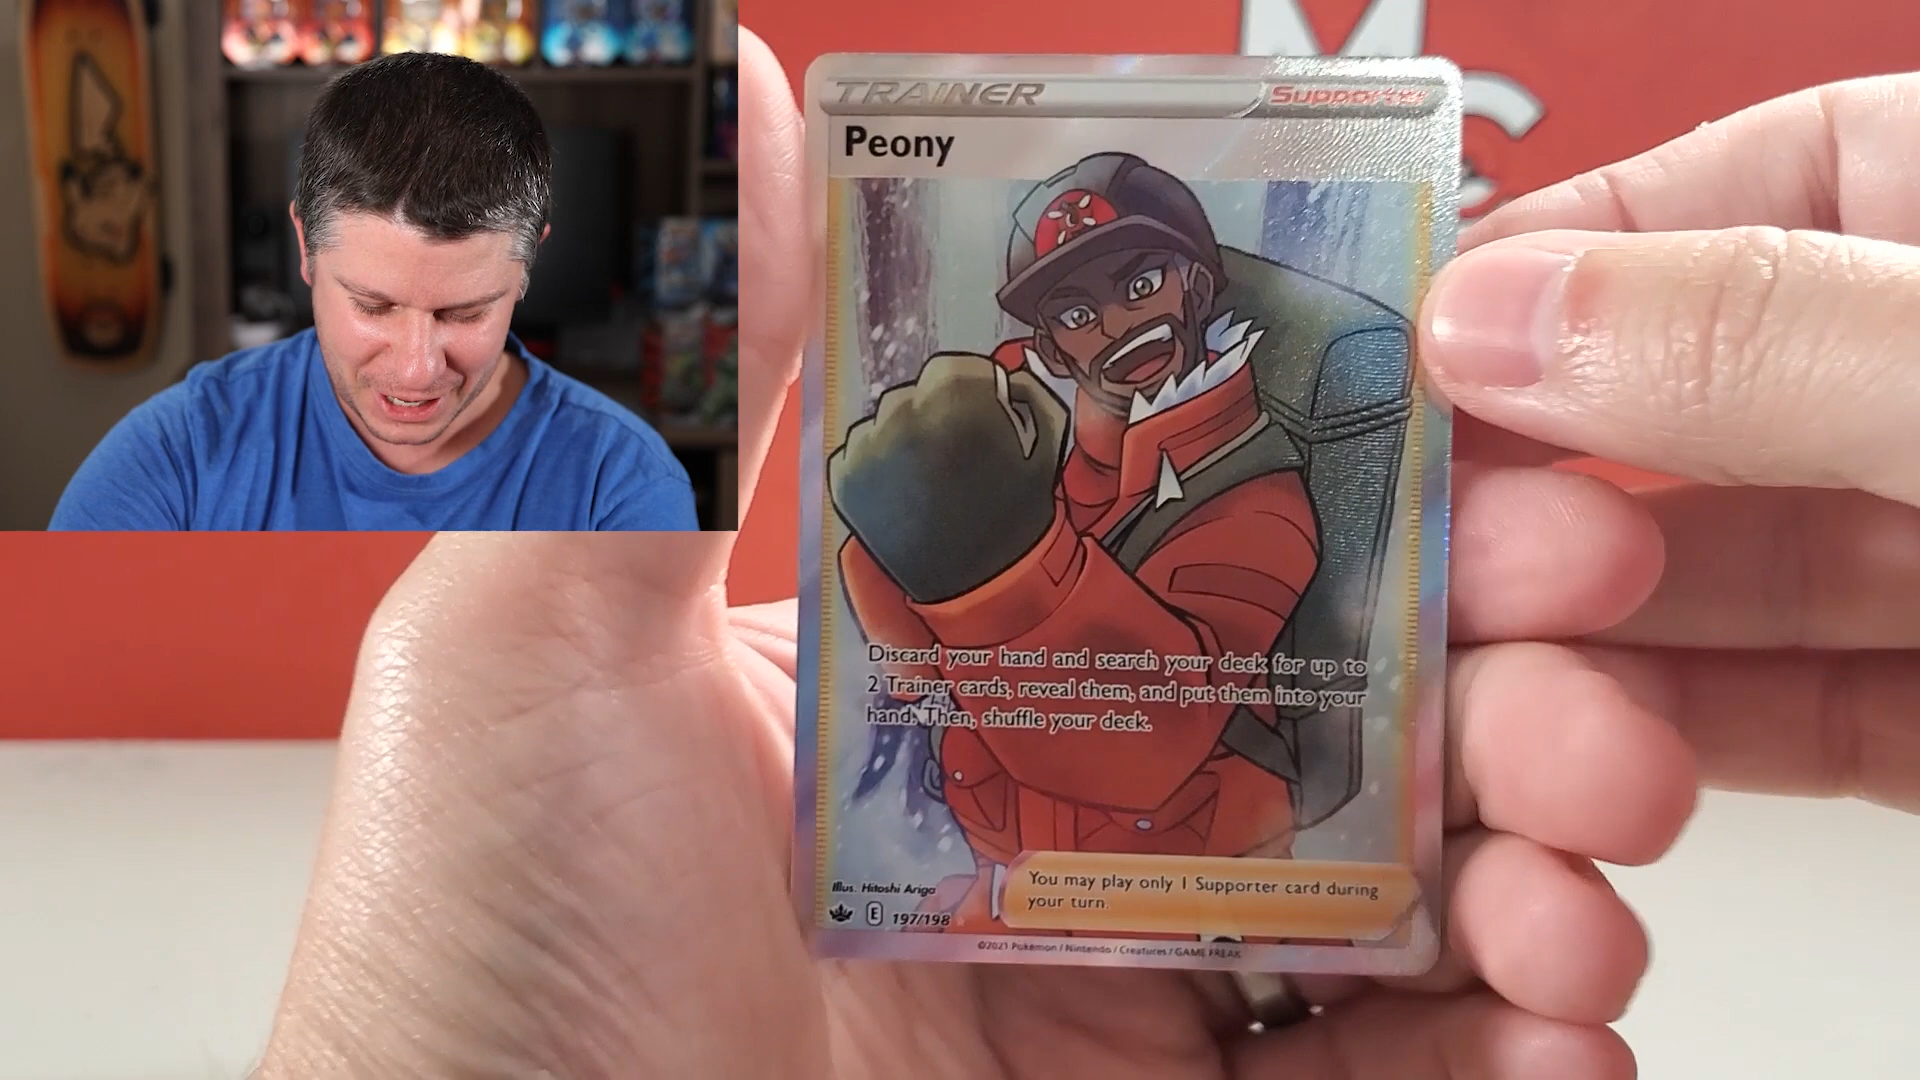 TRAINER
Supporter
Peony
Discard your hand and search your deck for up to
2 Trainer cards, reveal them, and put them into your
hand. Then, shuffle your deck.
Illus. Hitoshi Ariga
E 197/198
You may play only 1 Supporter card during
your turn.
©2021 Pokémon / Nintendo / Creatures / GAME FREAK